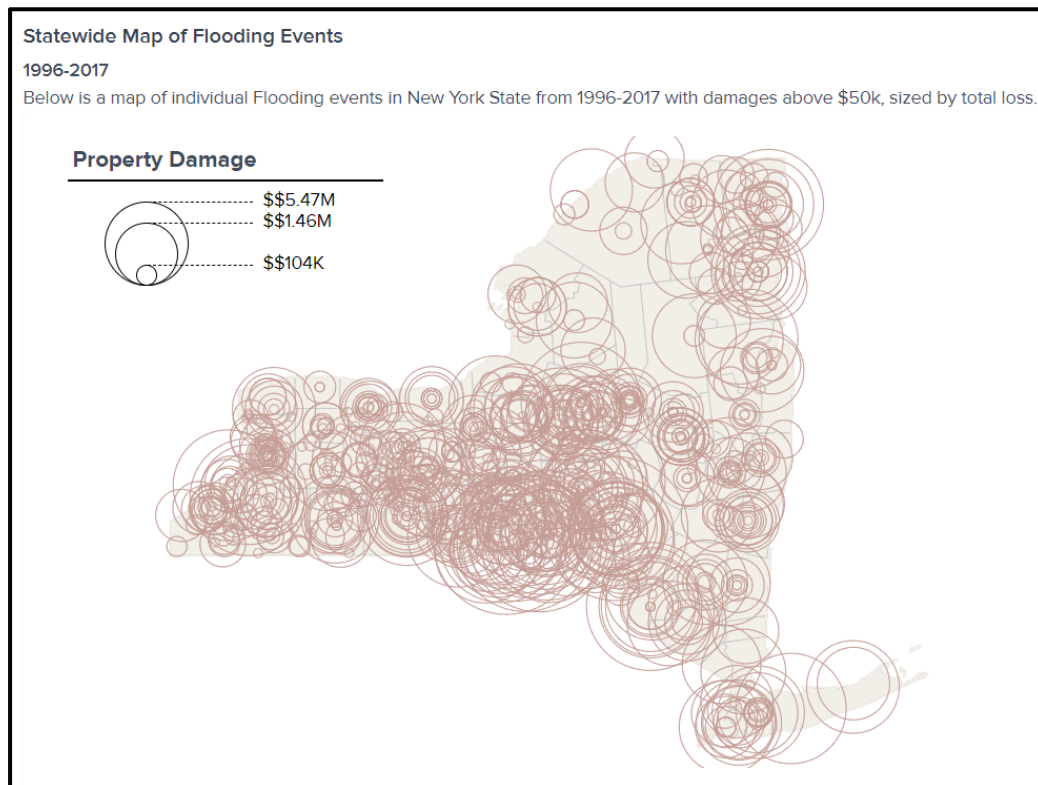 Statewide Map of Flooding Events
1996-2017
Below is a map of individual Flooding events in New York State from 1996-2017 with damages above $50k, sized by total loss.
Property Damage
$$5.47M
$$1.46M
$$104K